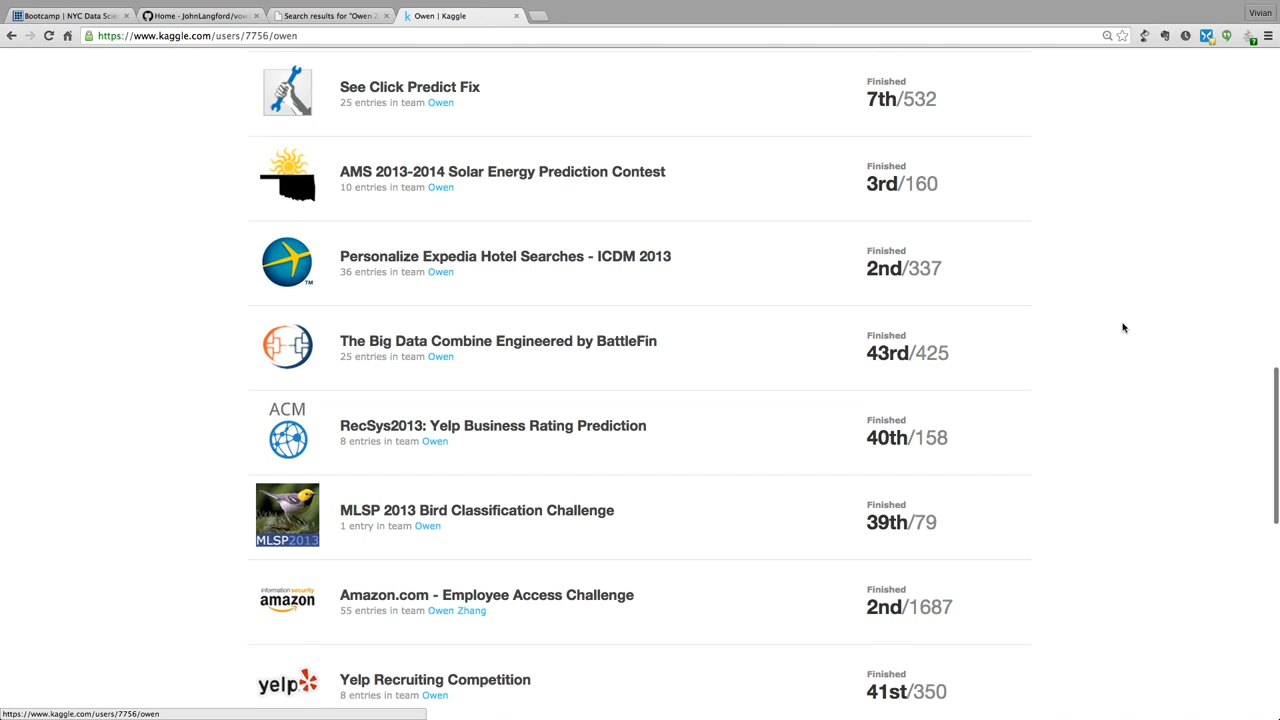 Bootcamp | NYC Data Scie
Home · JohnLangford/vow
Search results for "Owen Z
Owen | Kaggle
Vivian
https://www.kaggle.com/users/7756/owen
See Click Predict Fix
25 entries in team Owen
Finished
7th/532
AMS 2013-2014 Solar Energy Prediction Contest
10 entries in team Owen
Finished
3rd/160
Personalize Expedia Hotel Searches - ICDM 2013
36 entries in team Owen
Finished
2nd/337
TM
The Big Data Combine Engineered by BattleFin
25 entries in team Owen
Finished
43rd/425
ACM
RecSys2013: Yelp Business Rating Prediction
8 entries in team Owen
Finished
40th/158
MLSP 2013 Bird Classification Challenge
1 entry in team Owen
Finished
39th/79
MLSP2013
information security
amazon
Amazon.com - Employee Access Challenge
55 entries in team Owen Zhang
Finished
2nd/1687
yelp
Yelp Recruiting Competition
8 entries in team Owen
Finished
41st/350
https://www.kaggle.com/users/7756/owen